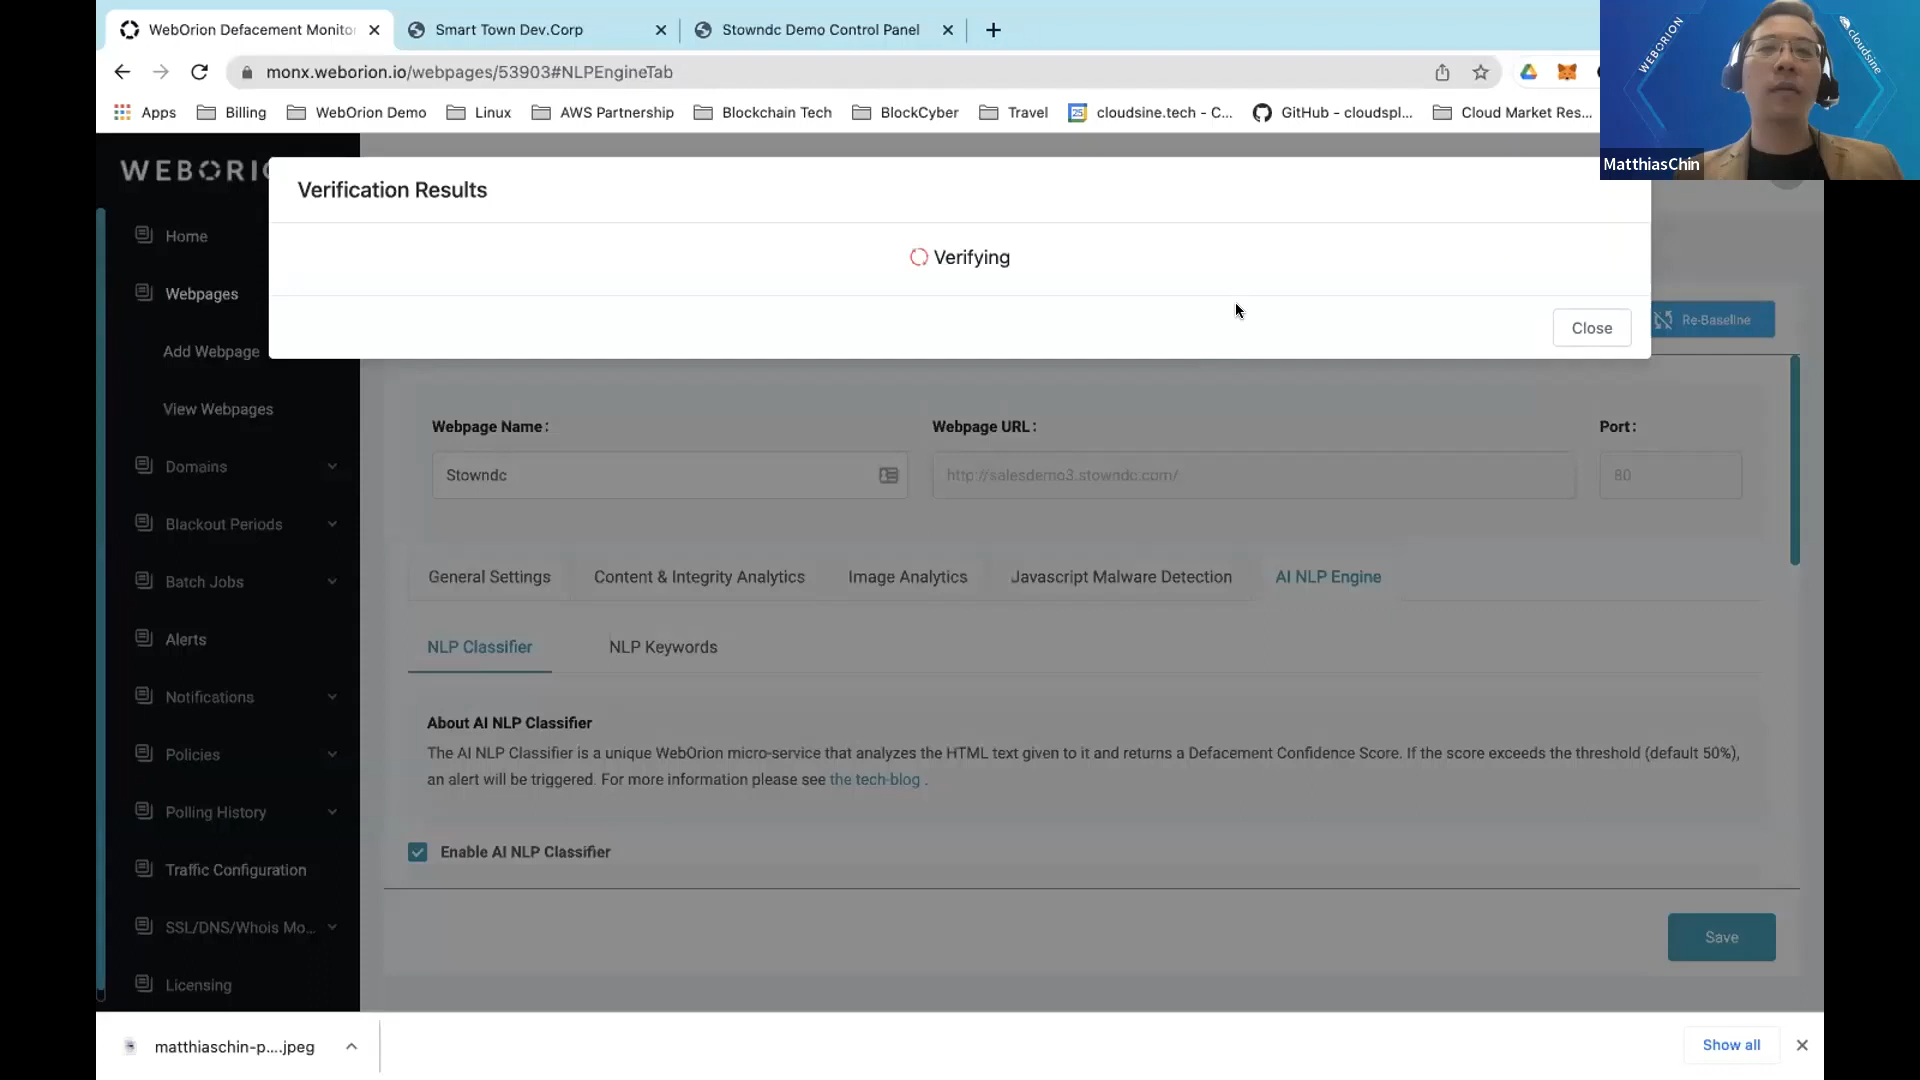 WebOrion Defacement Monito
Smart Town Dev.Corp
Stowndc Demo Control Panel
monx.weborion.io/webpages/53903#NLPEngineTab
Apps
Billing
WebOrion Demo
Linux
AWS Partnership
Blockchain Tech
BlockCyber
Travel
25
cloudsine.tech - C...
GitHub - cloudspl...
Cloud Market Res...
WEBORION
cloudsine
MatthiasChin
WEBORI
Verification Results
Verifying
Close
Home
Webpages
Add Webpage
View Webpages
Domains
Blackout Periods
Batch Jobs
Alerts
Notifications
Policies
Polling History
Traffic Configuration
SSL/DNS/Whois Mo...
Licensing
Re-Baseline
Webpage Name:
Webpage URL:
Port:
Stowndc
http://salesdemo3.stowndc.com/
80
General Settings
Content & Integrity Analytics
Image Analytics
Javascript Malware Detection
AI NLP Engine
NLP Classifier
NLP Keywords
About AI NLP Classifier
The AI NLP Classifier is a unique WebOrion micro-service that analyzes the HTML text given to it and returns a Defacement Confidence Score. If the score exceeds the threshold (default 50%),
an alert will be triggered. For more information please see the tech-blog .
Enable AI NLP Classifier
Save
matthiaschin-p....jpeg
Show all